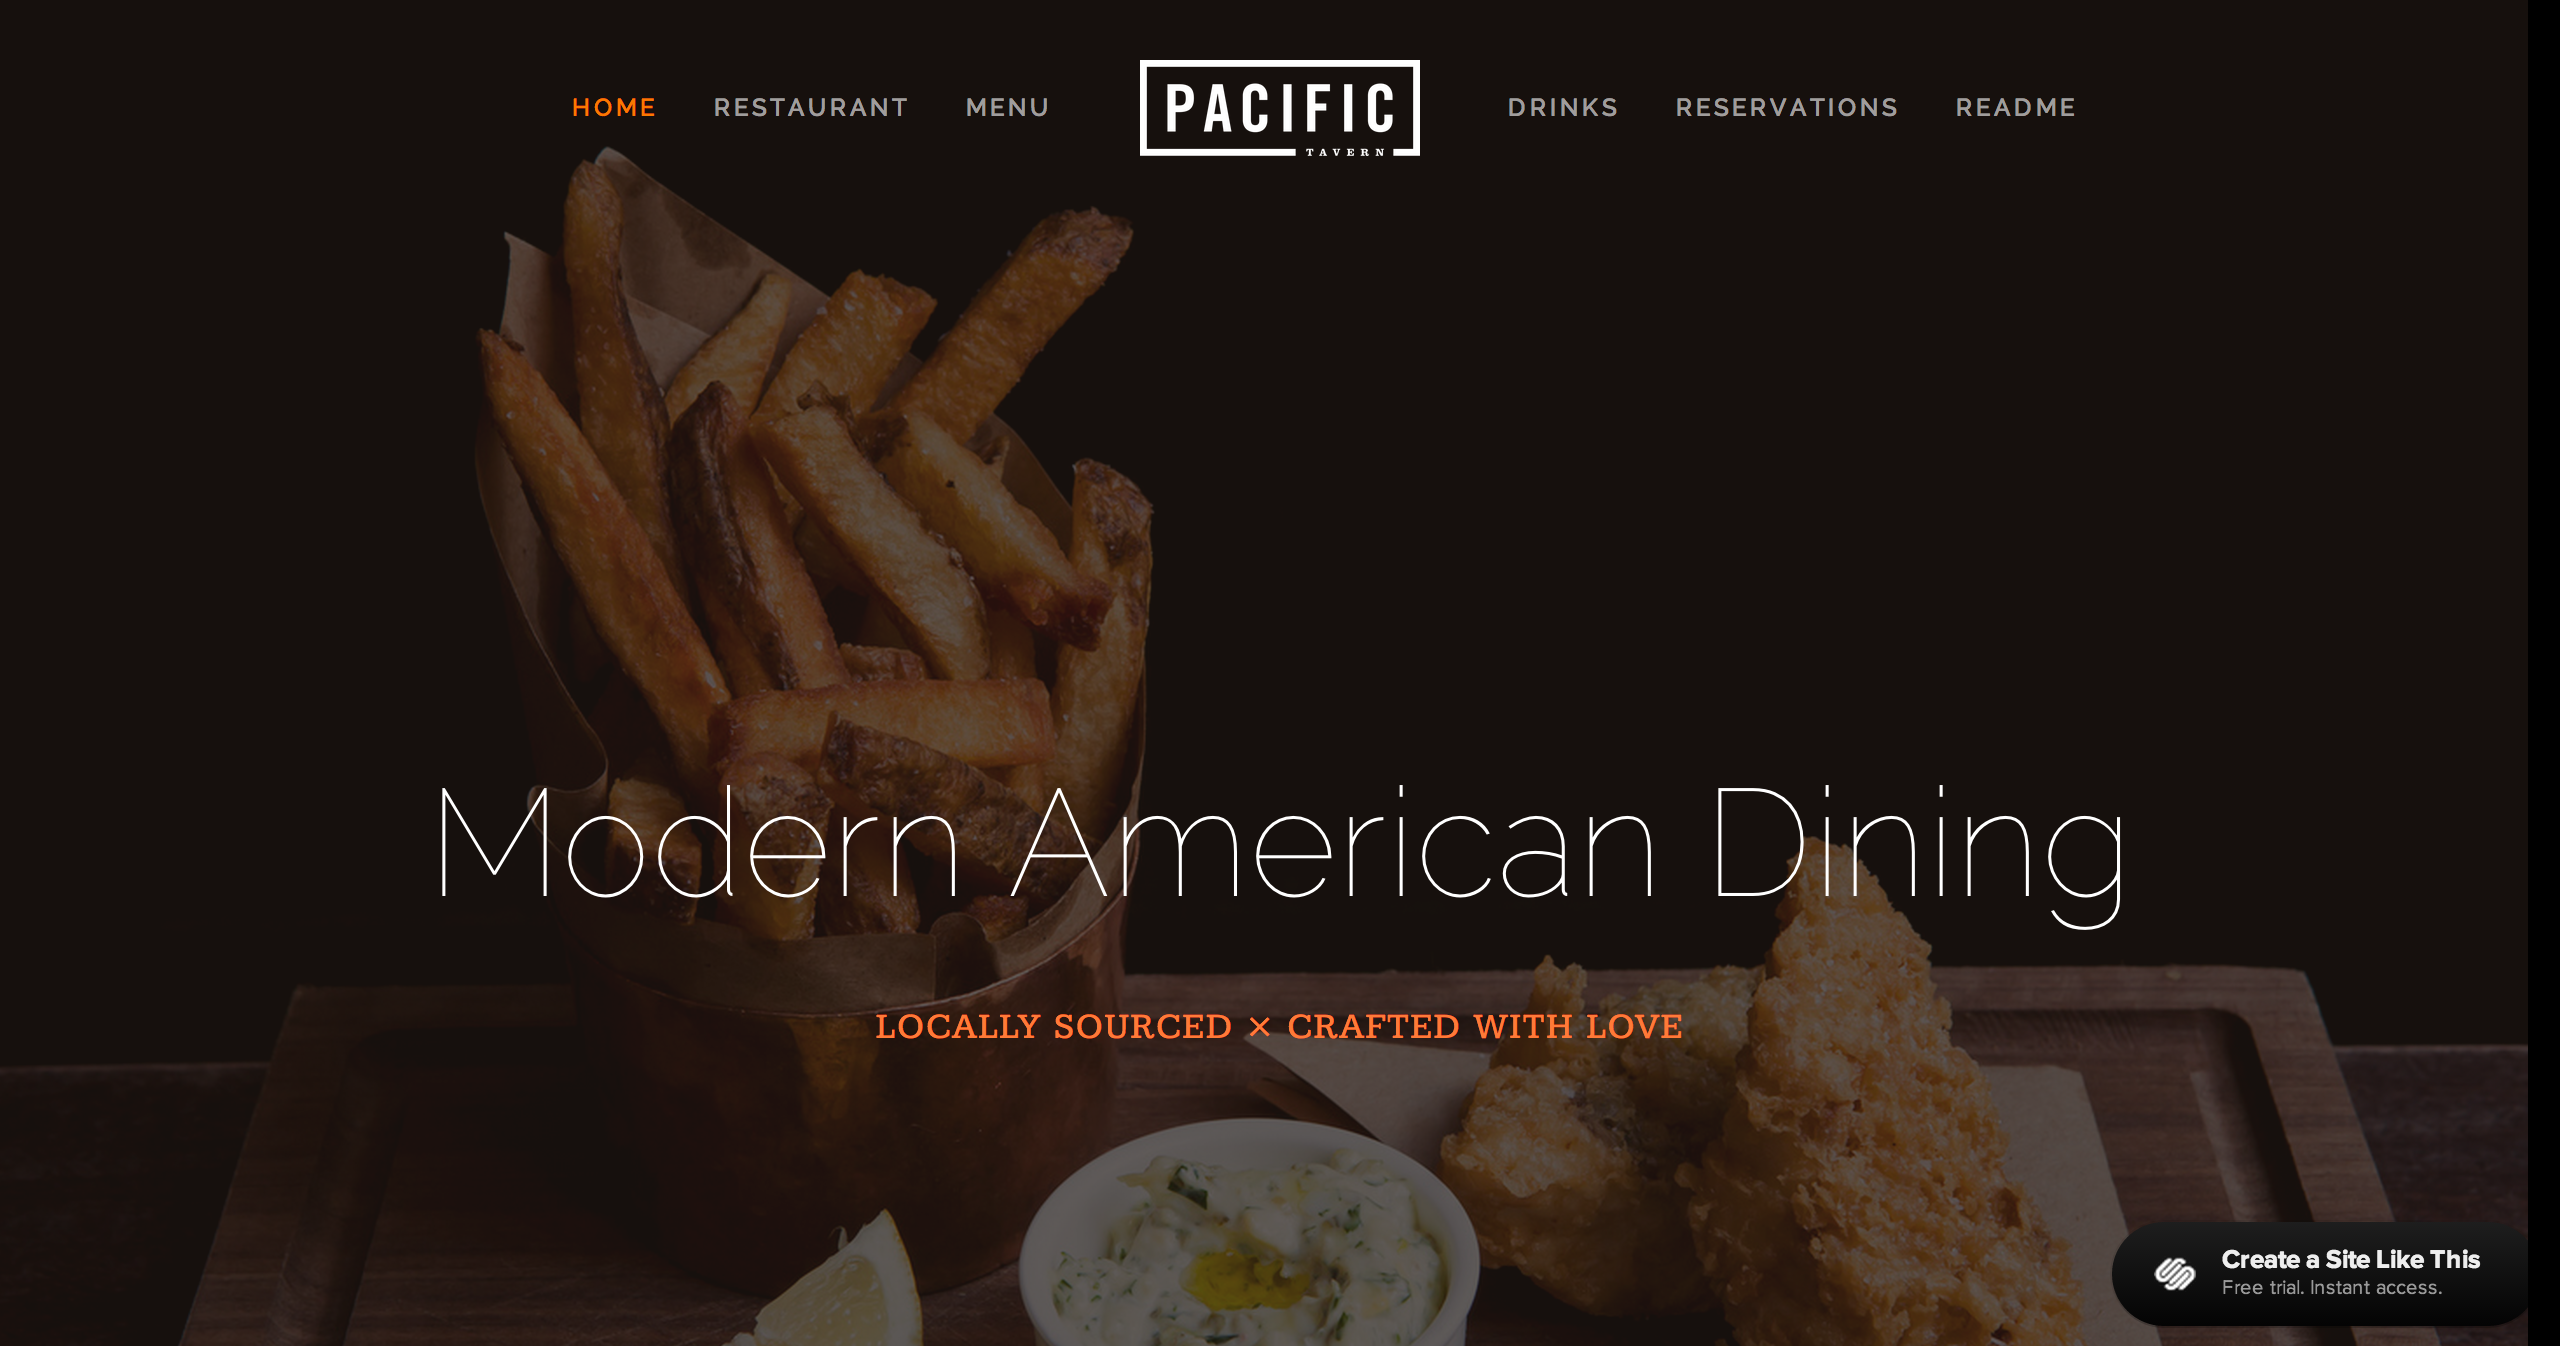 HOME RESTAURANT MENU PACIFIC DRINKS RESERVATIONS README
TAVERN
Modern American Dining
LOCALLY SOURCED × CRAFTED WITH LOVE
Create a Site Like This
Free trial. Instant access.